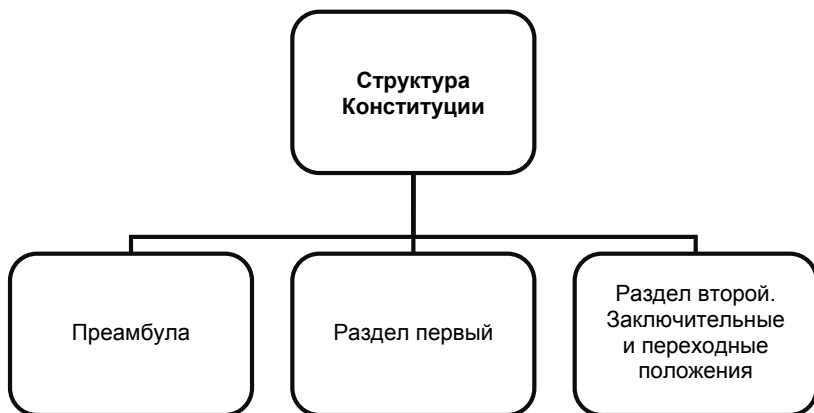 Структура
Конституции
Преамбула
Раздел первый
Раздел второй.
Заключительные
и переходные
положения